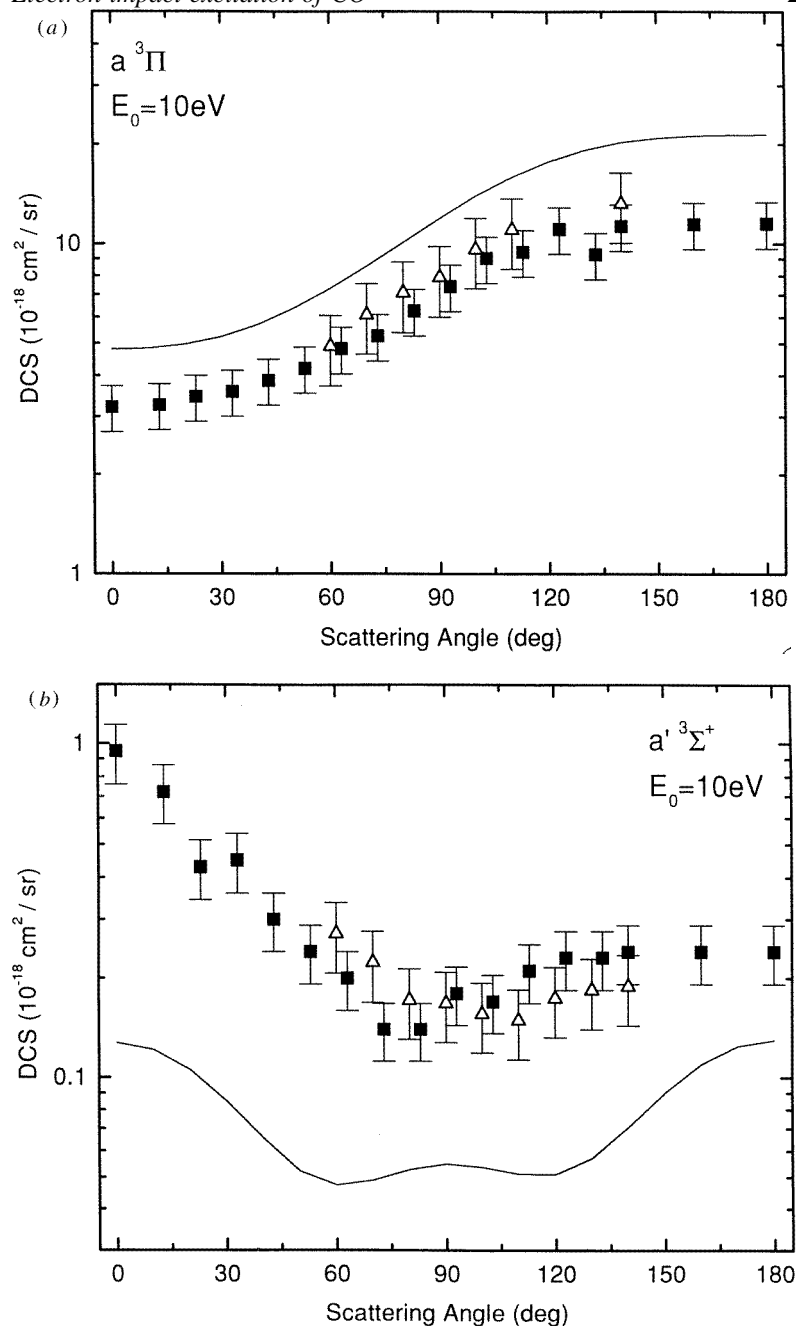 Electron impact excitation of CO
2
(a)
a ³Π
E₀=10eV
10
1
DCS (10⁻¹⁸ cm² / sr)
0 30 60 90 120 150 180
Scattering Angle (deg)
(b)
a' ³Σ⁺
E₀=10eV
1
0.1
DCS (10⁻¹⁸ cm² / sr)
0 30 60 90 120 150 180
Scattering Angle (deg)